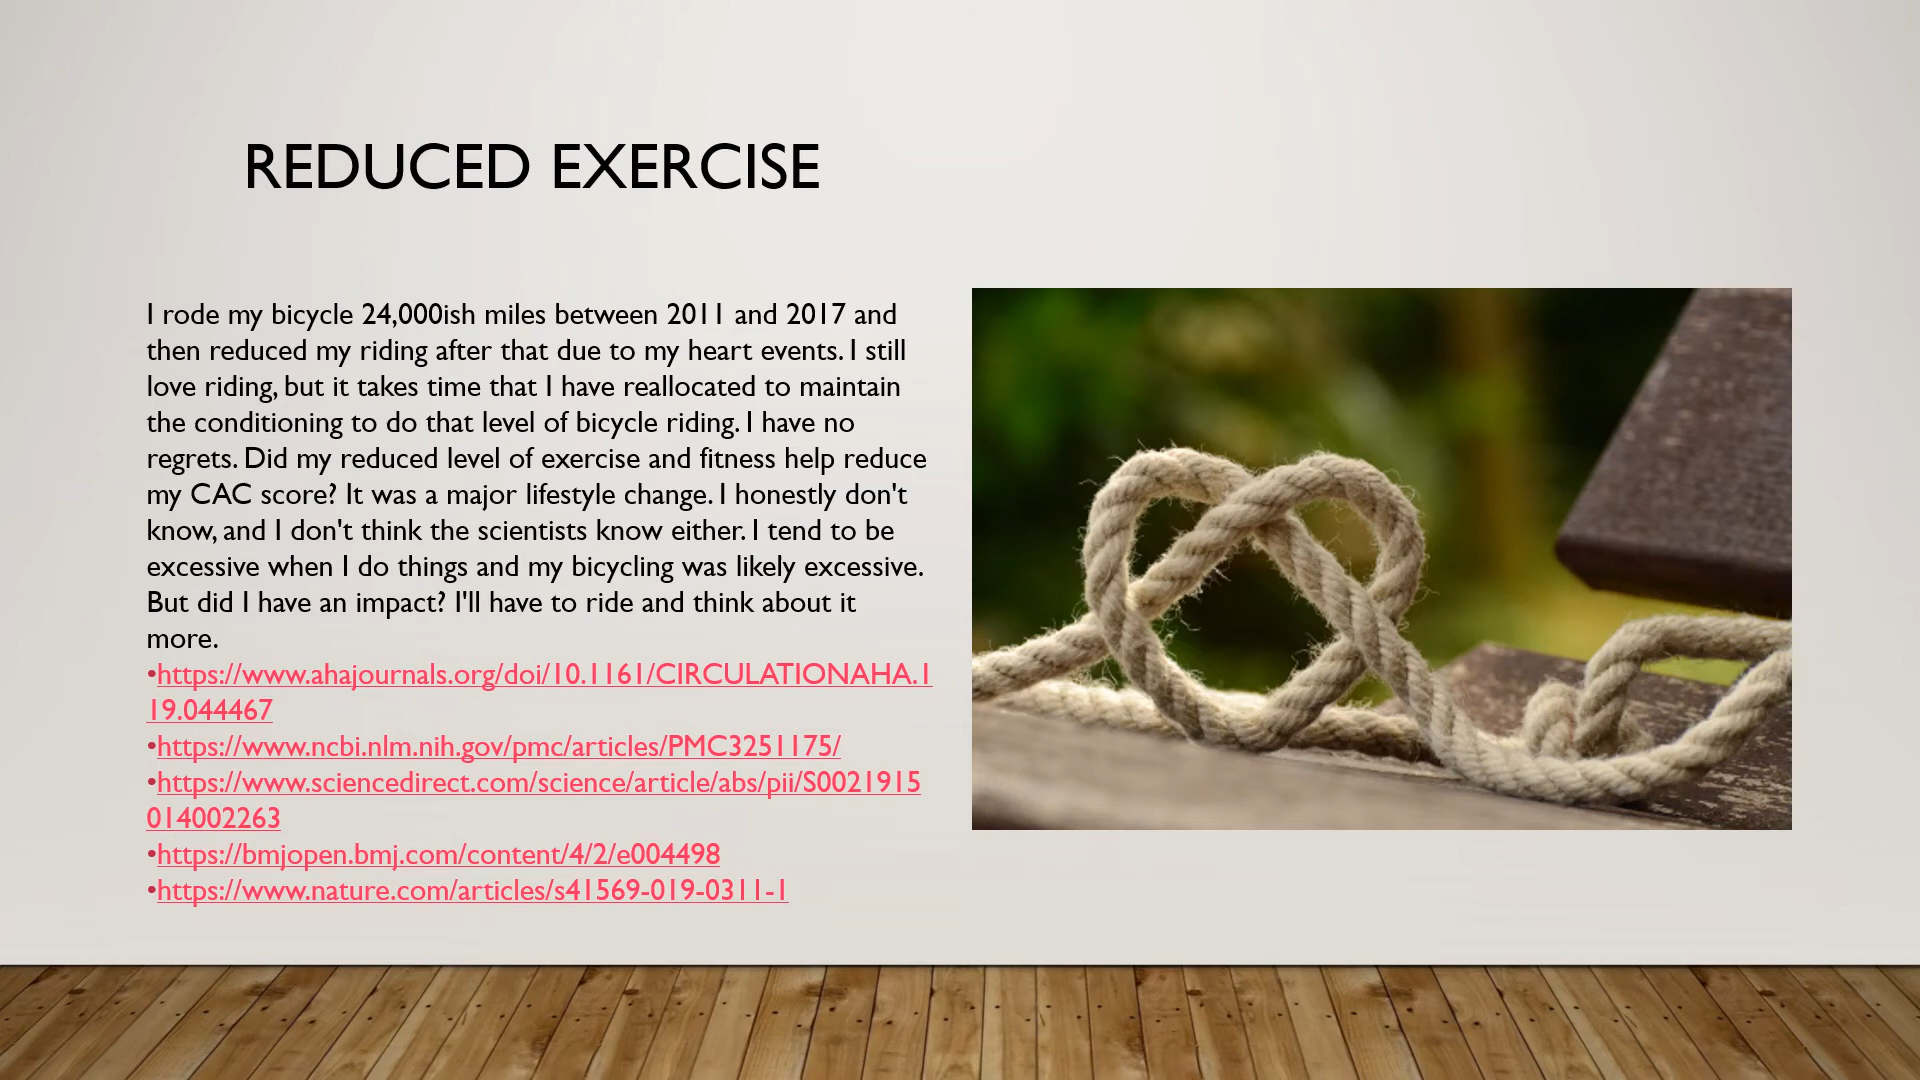 REDUCED EXERCISE
I rode my bicycle 24,000ish miles between 2011 and 2017 and
then reduced my riding after that due to my heart events. I still
love riding, but it takes time that I have reallocated to maintain
the conditioning to do that level of bicycle riding. I have no
regrets. Did my reduced level of exercise and fitness help reduce
my CAC score? It was a major lifestyle change. I honestly don't
know, and I don't think the scientists know either. I tend to be
excessive when I do things and my bicycling was likely excessive.
But did I have an impact? I'll have to ride and think about it
more.
•https://www.ahajournals.org/doi/10.1161/CIRCULATIONAHA.1
19.044467
•https://www.ncbi.nlm.nih.gov/pmc/articles/PMC3251175/
•https://www.sciencedirect.com/science/article/abs/pii/S0021915
014002263
•https://bmjopen.bmj.com/content/4/2/e004498
•https://www.nature.com/articles/s41569-019-0311-1